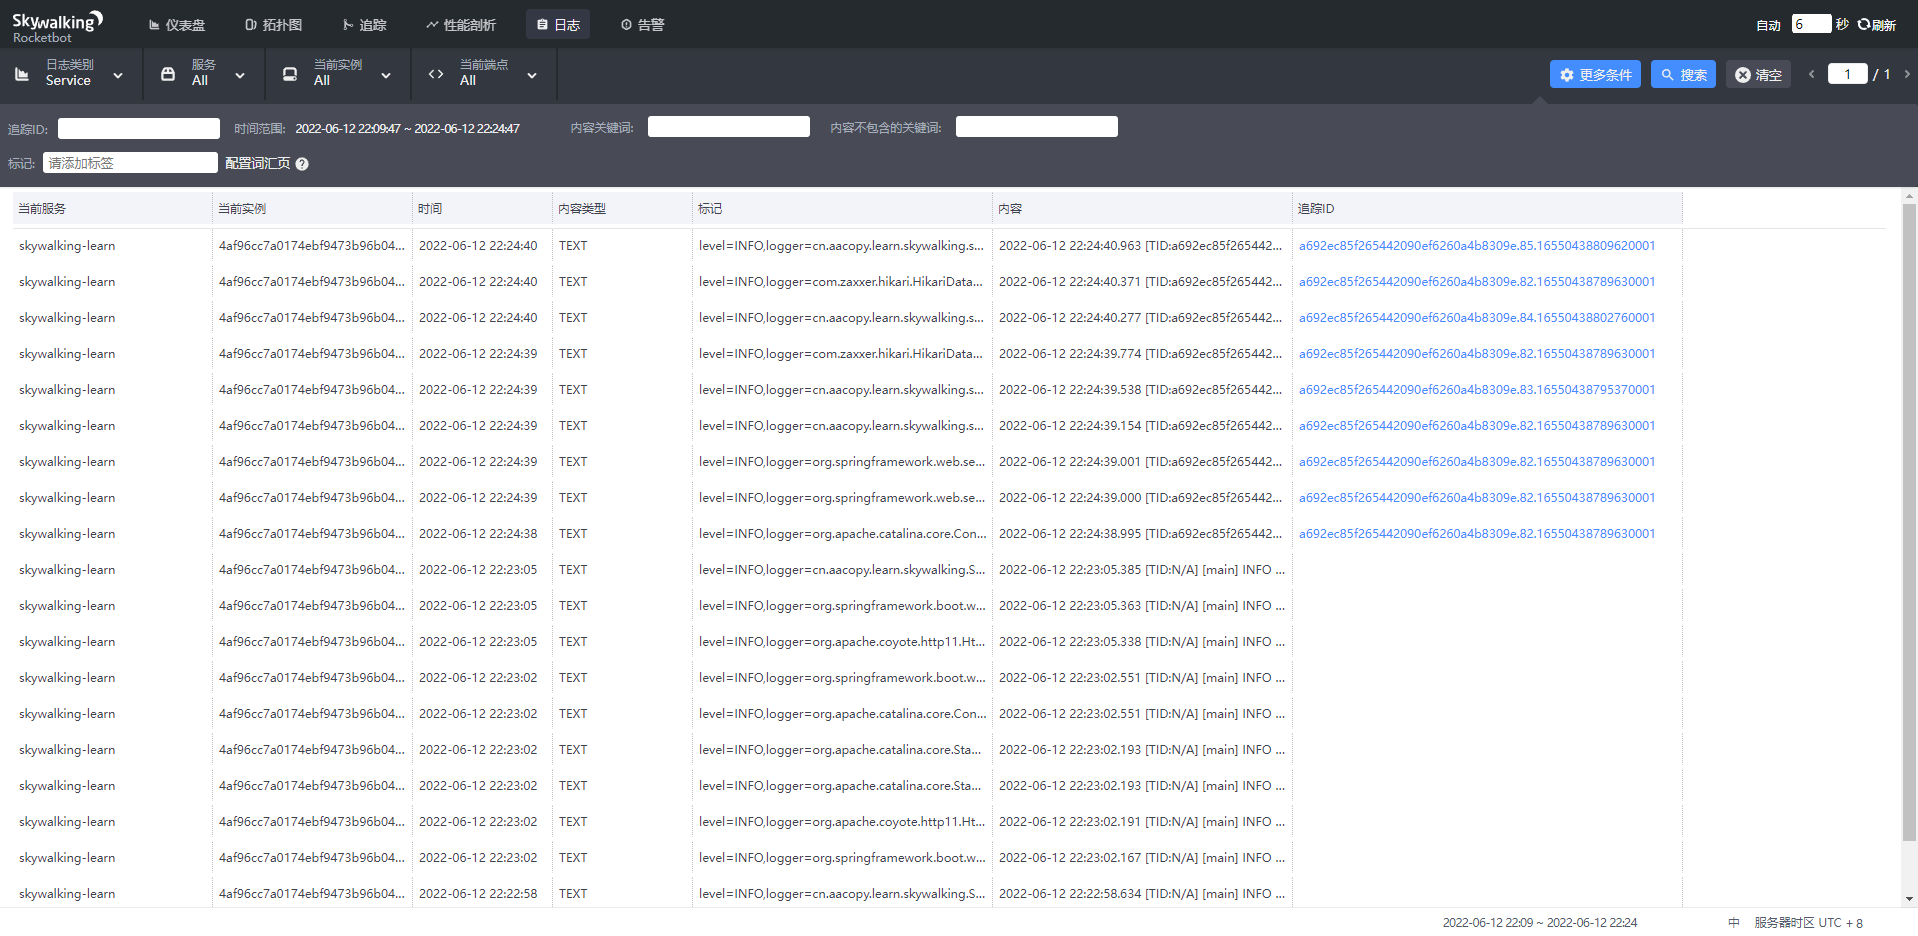 Skywalking
Rocketbot
仪表盘 拓扑图 追踪 性能剖析 日志 告警 自动 6 秒 刷新
日志类别 服务 当前实例 当前端点
Service All All All 更多条件 搜索 清空 1 / 1
追踪ID: 时间范围: 2022-06-12 22:09:47 ~ 2022-06-12 22:24:47 内容关键词: 内容不包含的关键词:
标记: 请添加标签 配置词汇页 ?
当前服务 当前实例 时间 内容类型 标记 内容 追踪ID
skywalking-learn 4af96cc7a0174ebf9473b96b04... 2022-06-12 22:24:40 TEXT level=INFO,logger=cn.aacopy.learn.skywalking.s... 2022-06-12 22:24:40.963 [TID:a692ec85f265442... a692ec85f265442090ef6260a4b8309e.85.16550438809620001
skywalking-learn 4af96cc7a0174ebf9473b96b04... 2022-06-12 22:24:40 TEXT level=INFO,logger=com.zaxxer.hikari.HikariData... 2022-06-12 22:24:40.371 [TID:a692ec85f265442... a692ec85f265442090ef6260a4b8309e.82.16550438789630001
skywalking-learn 4af96cc7a0174ebf9473b96b04... 2022-06-12 22:24:40 TEXT level=INFO,logger=cn.aacopy.learn.skywalking.s... 2022-06-12 22:24:40.277 [TID:a692ec85f265442... a692ec85f265442090ef6260a4b8309e.84.16550438802760001
skywalking-learn 4af96cc7a0174ebf9473b96b04... 2022-06-12 22:24:39 TEXT level=INFO,logger=com.zaxxer.hikari.HikariData... 2022-06-12 22:24:39.774 [TID:a692ec85f265442... a692ec85f265442090ef6260a4b8309e.82.16550438789630001
skywalking-learn 4af96cc7a0174ebf9473b96b04... 2022-06-12 22:24:39 TEXT level=INFO,logger=cn.aacopy.learn.skywalking.s... 2022-06-12 22:24:39.538 [TID:a692ec85f265442... a692ec85f265442090ef6260a4b8309e.83.16550438795370001
skywalking-learn 4af96cc7a0174ebf9473b96b04... 2022-06-12 22:24:39 TEXT level=INFO,logger=cn.aacopy.learn.skywalking.s... 2022-06-12 22:24:39.154 [TID:a692ec85f265442... a692ec85f265442090ef6260a4b8309e.82.16550438789630001
skywalking-learn 4af96cc7a0174ebf9473b96b04... 2022-06-12 22:24:39 TEXT level=INFO,logger=org.springframework.web.se... 2022-06-12 22:24:39.001 [TID:a692ec85f265442... a692ec85f265442090ef6260a4b8309e.82.16550438789630001
skywalking-learn 4af96cc7a0174ebf9473b96b04... 2022-06-12 22:24:39 TEXT level=INFO,logger=org.springframework.web.se... 2022-06-12 22:24:39.000 [TID:a692ec85f265442... a692ec85f265442090ef6260a4b8309e.82.16550438789630001
skywalking-learn 4af96cc7a0174ebf9473b96b04... 2022-06-12 22:24:38 TEXT level=INFO,logger=org.apache.catalina.core.Con... 2022-06-12 22:24:38.995 [TID:a692ec85f265442... a692ec85f265442090ef6260a4b8309e.82.16550438789630001
skywalking-learn 4af96cc7a0174ebf9473b96b04... 2022-06-12 22:23:05 TEXT level=INFO,logger=cn.aacopy.learn.skywalking.S... 2022-06-12 22:23:05.385 [TID:N/A] [main] INFO ...
skywalking-learn 4af96cc7a0174ebf9473b96b04... 2022-06-12 22:23:05 TEXT level=INFO,logger=org.springframework.boot.w... 2022-06-12 22:23:05.363 [TID:N/A] [main] INFO ...
skywalking-learn 4af96cc7a0174ebf9473b96b04... 2022-06-12 22:23:05 TEXT level=INFO,logger=org.apache.coyote.http11.Ht... 2022-06-12 22:23:05.338 [TID:N/A] [main] INFO ...
skywalking-learn 4af96cc7a0174ebf9473b96b04... 2022-06-12 22:23:02 TEXT level=INFO,logger=org.springframework.boot.w... 2022-06-12 22:23:02.551 [TID:N/A] [main] INFO ...
skywalking-learn 4af96cc7a0174ebf9473b96b04... 2022-06-12 22:23:02 TEXT level=INFO,logger=org.apache.catalina.core.Con... 2022-06-12 22:23:02.551 [TID:N/A] [main] INFO ...
skywalking-learn 4af96cc7a0174ebf9473b96b04... 2022-06-12 22:23:02 TEXT level=INFO,logger=org.apache.catalina.core.Sta... 2022-06-12 22:23:02.193 [TID:N/A] [main] INFO ...
skywalking-learn 4af96cc7a0174ebf9473b96b04... 2022-06-12 22:23:02 TEXT level=INFO,logger=org.apache.catalina.core.Sta... 2022-06-12 22:23:02.193 [TID:N/A] [main] INFO ...
skywalking-learn 4af96cc7a0174ebf9473b96b04... 2022-06-12 22:23:02 TEXT level=INFO,logger=org.apache.coyote.http11.Ht... 2022-06-12 22:23:02.191 [TID:N/A] [main] INFO ...
skywalking-learn 4af96cc7a0174ebf9473b96b04... 2022-06-12 22:23:02 TEXT level=INFO,logger=org.springframework.boot.w... 2022-06-12 22:23:02.167 [TID:N/A] [main] INFO ...
skywalking-learn 4af96cc7a0174ebf9473b96b04... 2022-06-12 22:22:58 TEXT level=INFO,logger=cn.aacopy.learn.skywalking.S... 2022-06-12 22:22:58.634 [TID:N/A] [main] INFO ...
2022-06-12 22:09 ~ 2022-06-12 22:24 中 服务器时区 UTC + 8